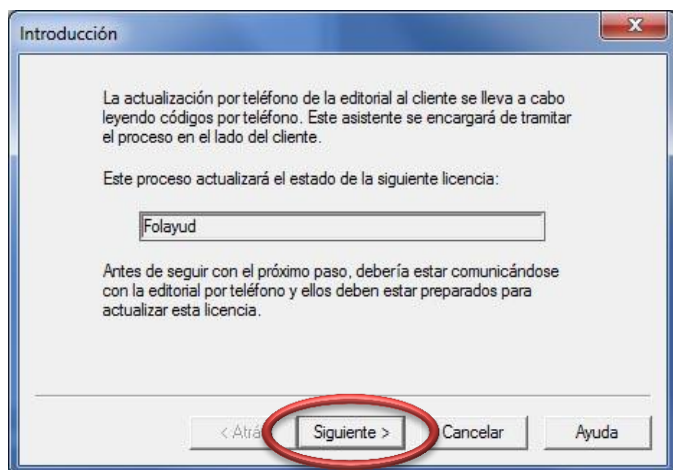 Introducción
La actualización por teléfono de la editorial al cliente se lleva a cabo
leyendo códigos por teléfono. Este asistente se encargará de tramitar
el proceso en el lado del cliente.
Este proceso actualizará el estado de la siguiente licencia:
Folayud
Antes de seguir con el próximo paso, debería estar comunicándose
con la editorial por teléfono y ellos deben estar preparados para
actualizar esta licencia.
< Atrá Siguiente > Cancelar Ayuda